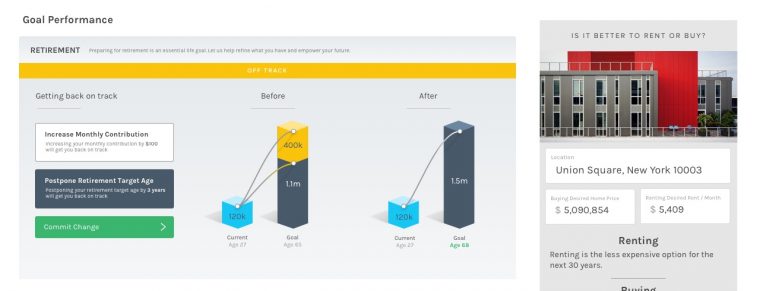 Goal Performance
RETIREMENT Preparing for retirement is an essential life goal. Let us help refine what you have and empower your future.
OFF TRACK
Getting back on track
Increase Monthly Contribution
Increasing your monthly contribution by $100
will get you back on track
Postpone Retirement Target Age
Postponing your retirement target age by 3 years
will get you back on track
Commit Change
Before
400k
1.1m
120k
Current
Age 27
Goal
Age 65
After
1.5m
120k
Current
Age 27
Goal
Age 68
IS IT BETTER TO RENT OR BUY?
Location
Union Square, New York 10003
Buying Desired Home Price
$ 5,090,854
Renting Desired Rent / Month
$ 5,409
Renting
Renting is the less expensive option for the
next 30 years.
Buying